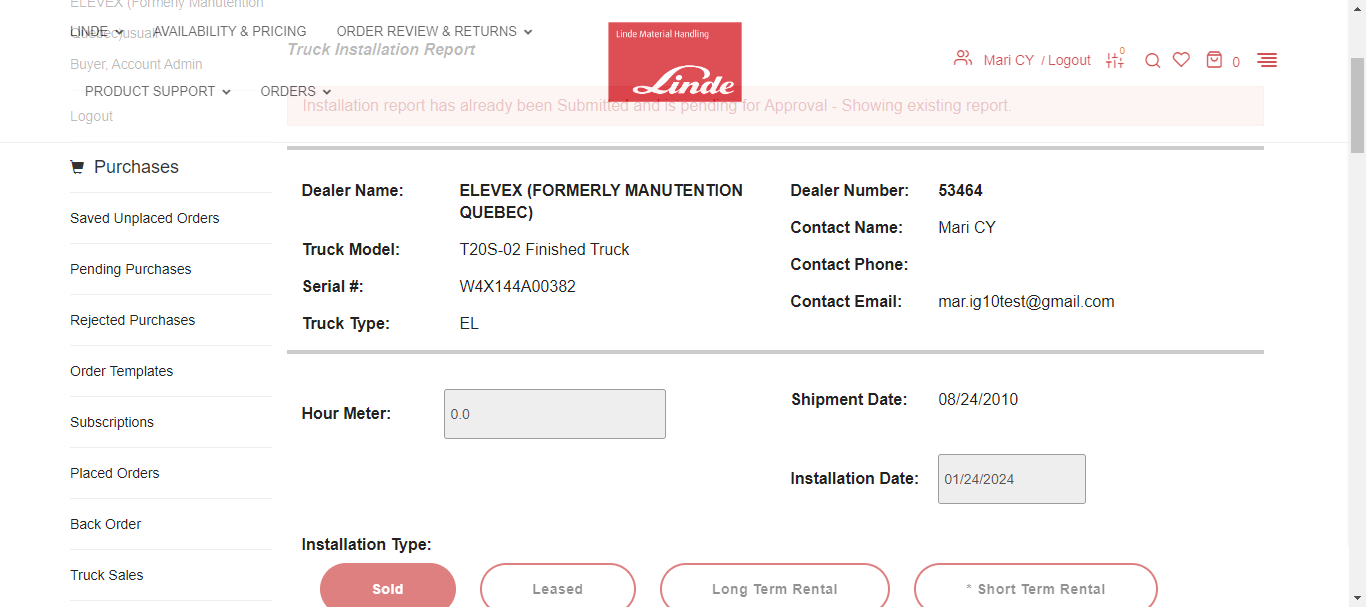 ELEVEX (Formerly Manutention
LINDE
AVAILABILITY & PRICING
ORDER REVIEW & RETURNS
Linde Material Handling
Linde
Truck Installation Report
Mari CY / Logout
0
0
Buyer, Account Admin
PRODUCT SUPPORT
ORDERS
Installation report has already been Submitted and is pending for Approval - Showing existing report.
Logout
Purchases
Saved Unplaced Orders
Pending Purchases
Rejected Purchases
Order Templates
Subscriptions
Placed Orders
Back Order
Truck Sales
Dealer Name: ELEVEX (FORMERLY MANUTENTION
QUEBEC)
Truck Model: T20S-02 Finished Truck
Serial #: W4X144A00382
Truck Type: EL
Dealer Number: 53464
Contact Name: Mari CY
Contact Phone:
Contact Email: mar.ig10test@gmail.com
Hour Meter: 0.0
Shipment Date: 08/24/2010
Installation Date: 01/24/2024
Installation Type:
Sold
Leased
Long Term Rental
* Short Term Rental